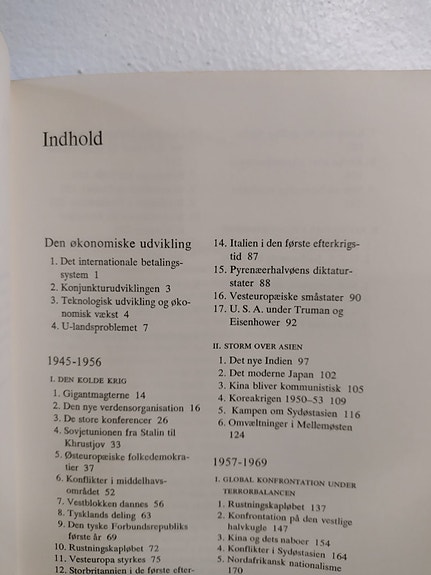 Indhold
Den økonomiske udvikling
1. Det internationale betalings-
system 1
2. Konjunkturudviklingen 3
3. Teknologisk udvikling og øko-
nomisk vækst 4
4. U-landsproblemet 7
1945-1956
I. DEN KOLDE KRIG
1. Gigantmagterne 14
2. Den nye verdensorganisation 16
3. De store konferencer 26
4. Sovjetunionen fra Stalin til
Khrustjov 33
5. Østeuropæiske folkedemokra-
tier 37
6. Konflikter i middelhavs-
området 52
7. Vestblokken dannes 56
8. Tysklands deling 63
9. Den tyske Forbundsrepubliks
første år 69
10. Rustningskapløbet 72
11. Vesteuropa styrkes 75
12. Storbritannien i de første efter-
14. Italien i den første efterkrigs-
tid 87
15. Pyrenæerhalvøens diktatur-
stater 88
16. Vesteuropæiske småstater 90
17. U. S. A. under Truman og
Eisenhower 92
II. STORM OVER ASIEN
1. Det nye Indien 97
2. Det moderne Japan 102
3. Kina bliver kommunistisk 105
4. Koreakrigen 1950-53 109
5. Kampen om Sydøstasien 116
6. Omvæltninger i Mellemøsten
124
1957-1969
I. GLOBAL KONFRONTATION UNDER
TERRORBALANCEN
1. Rustningskapløbet 137
2. Konfrontation på den vestlige
halvkugle 147
3. Kina og dets naboer 154
4. Konflikter i Sydøstasien 164
5. Nordafrikansk nationalisme
170